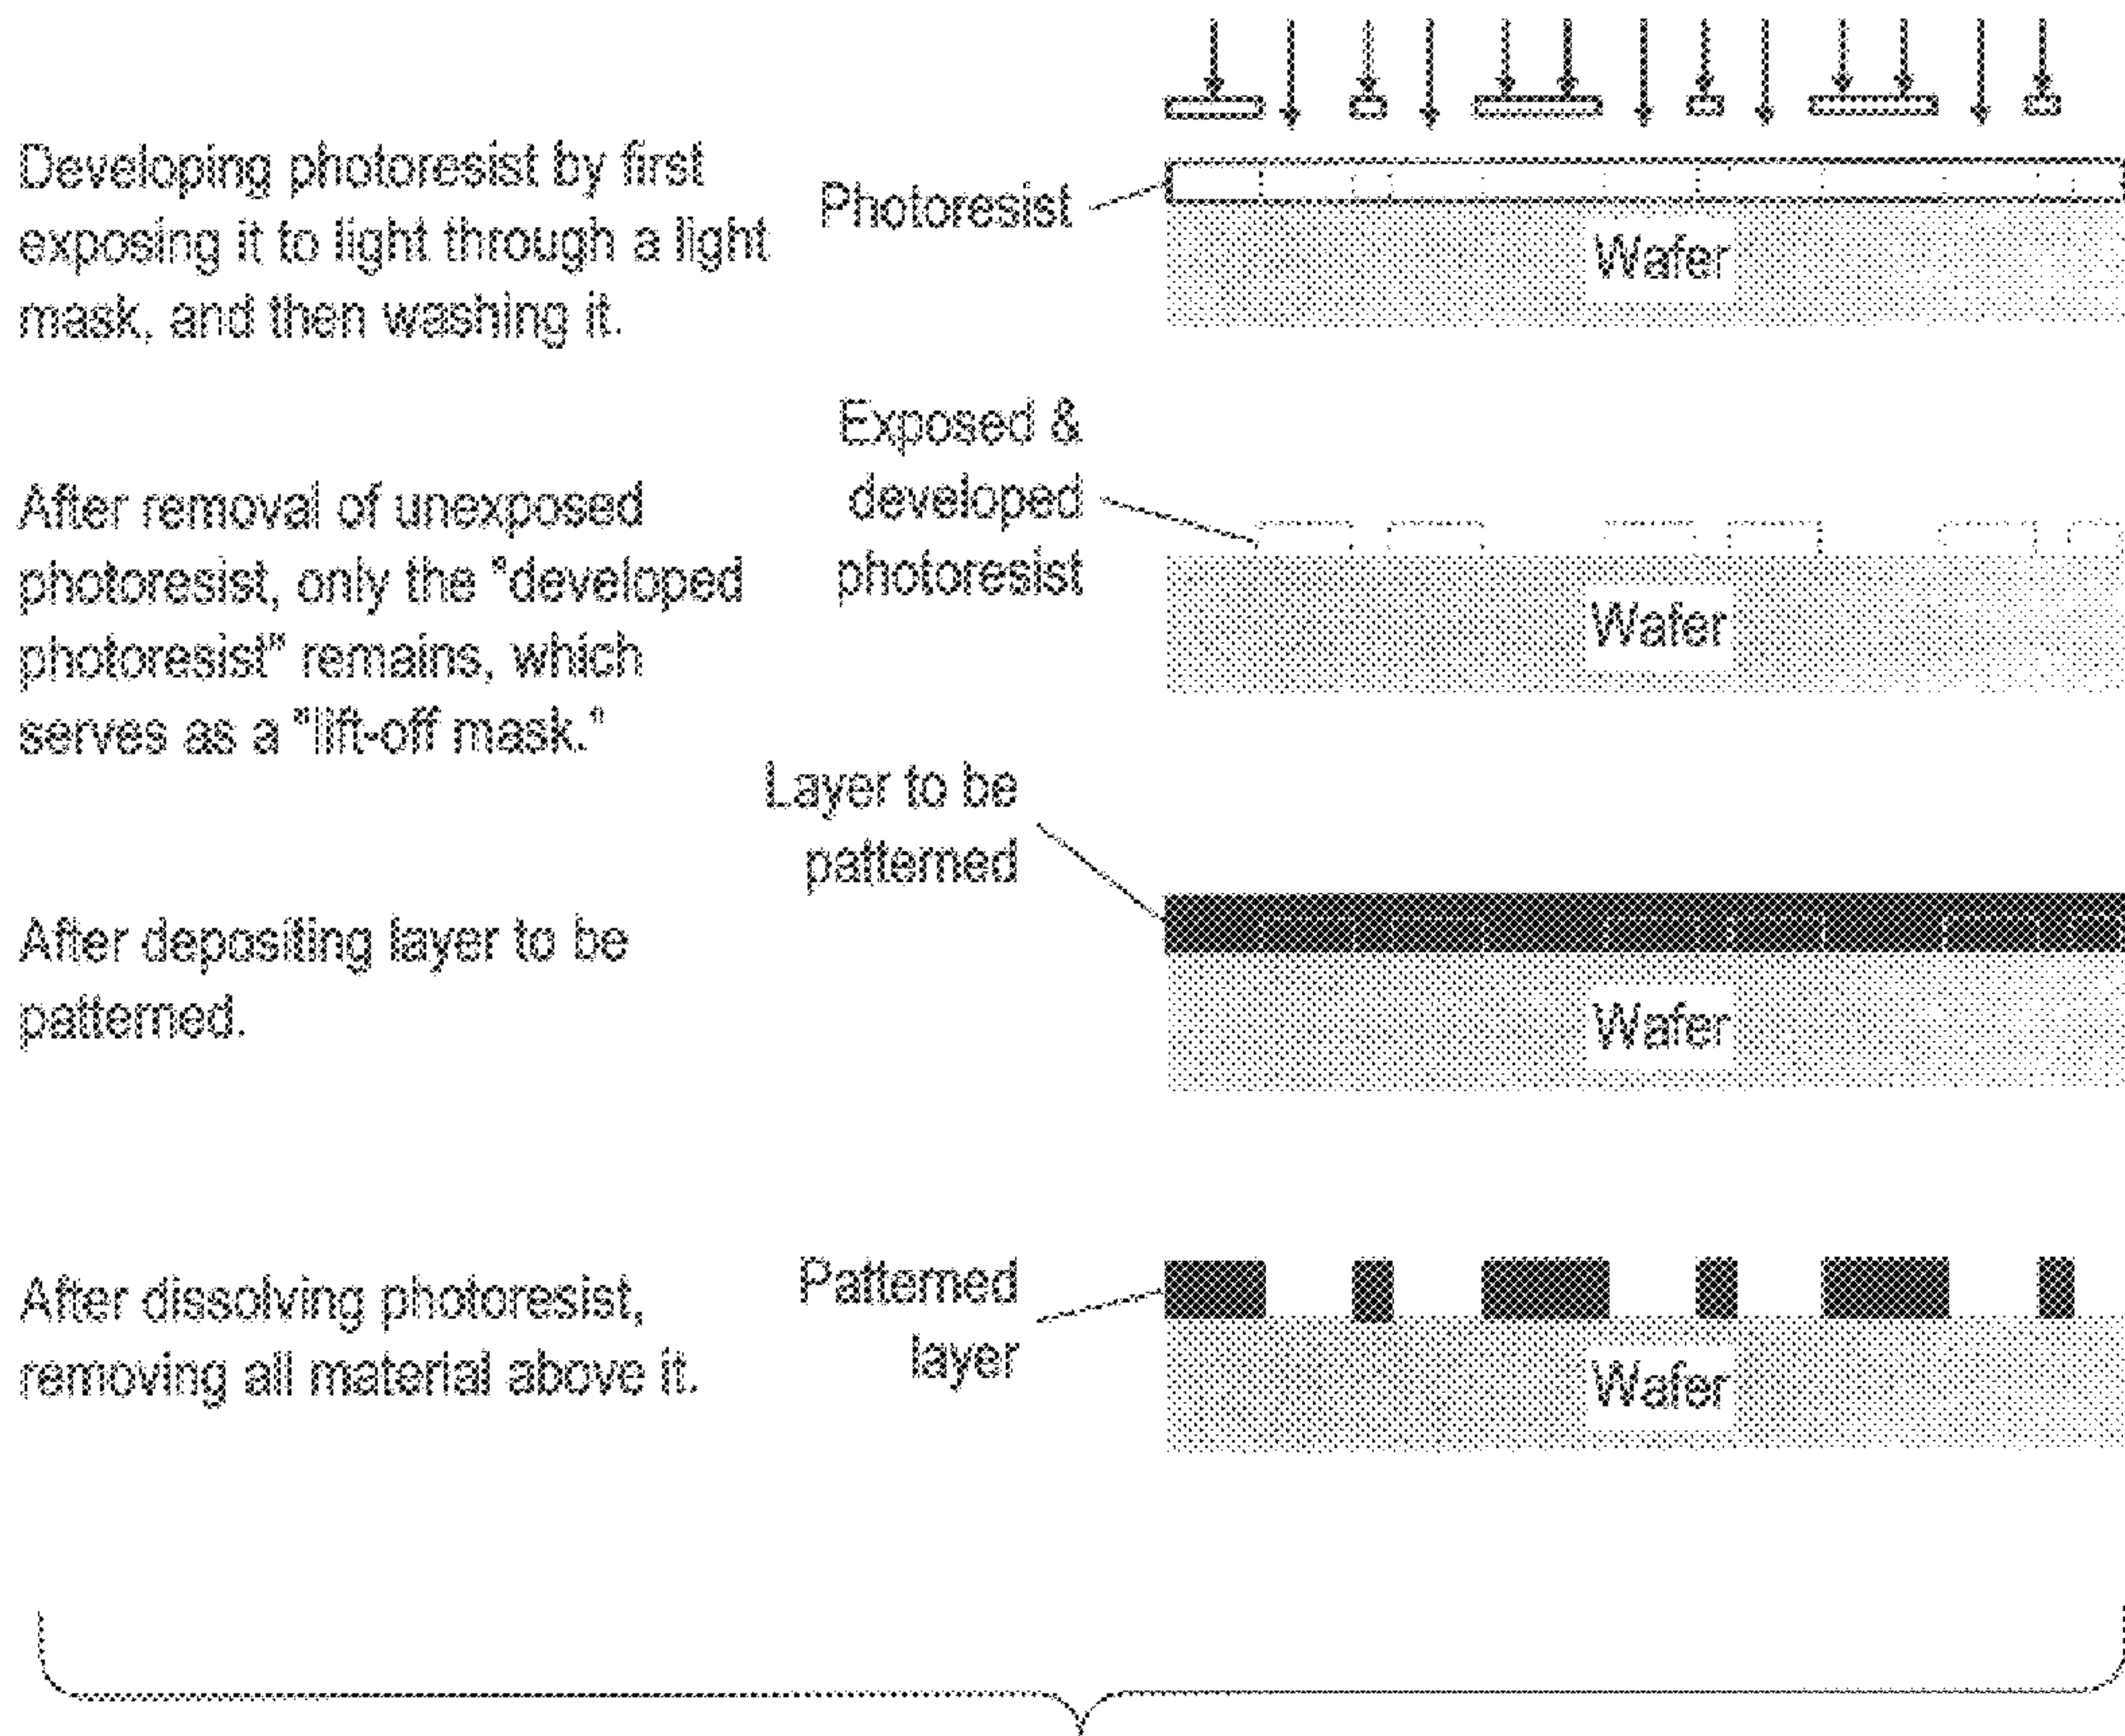 Developing photoresist by first
exposing it to light through a light
mask, and then washing it.
Photoresist
Wafer
After removal of unexposed
photoresist, only the "developed
photoresist" remains, which
serves as a "lift-off mask."
Exposed &
developed
photoresist
Wafer
After depositing layer to be
patterned.
Layer to be
patterned
Wafer
After dissolving photoresist,
removing all material above it.
Patterned
layer
Wafer